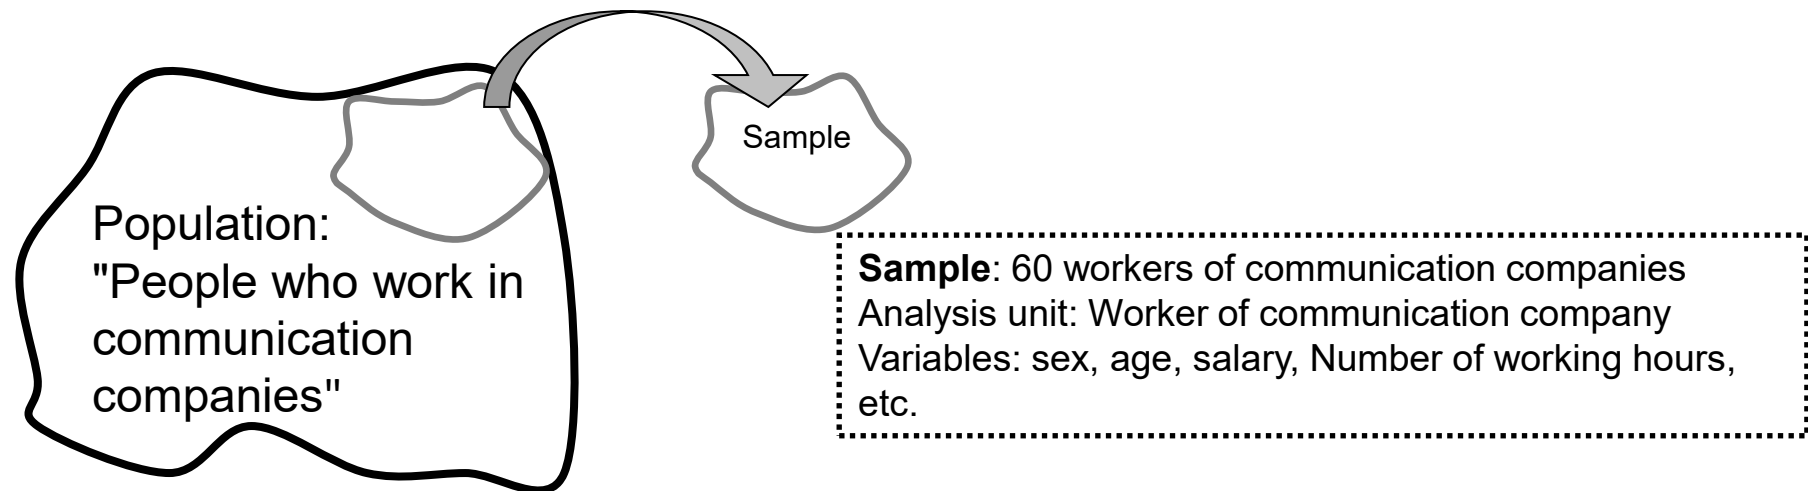 Sample
Population:
"People who work in
communication
companies"
Sample: 60 workers of communication companies
Analysis unit: Worker of communication company
Variables: sex, age, salary, Number of working hours,
etc.